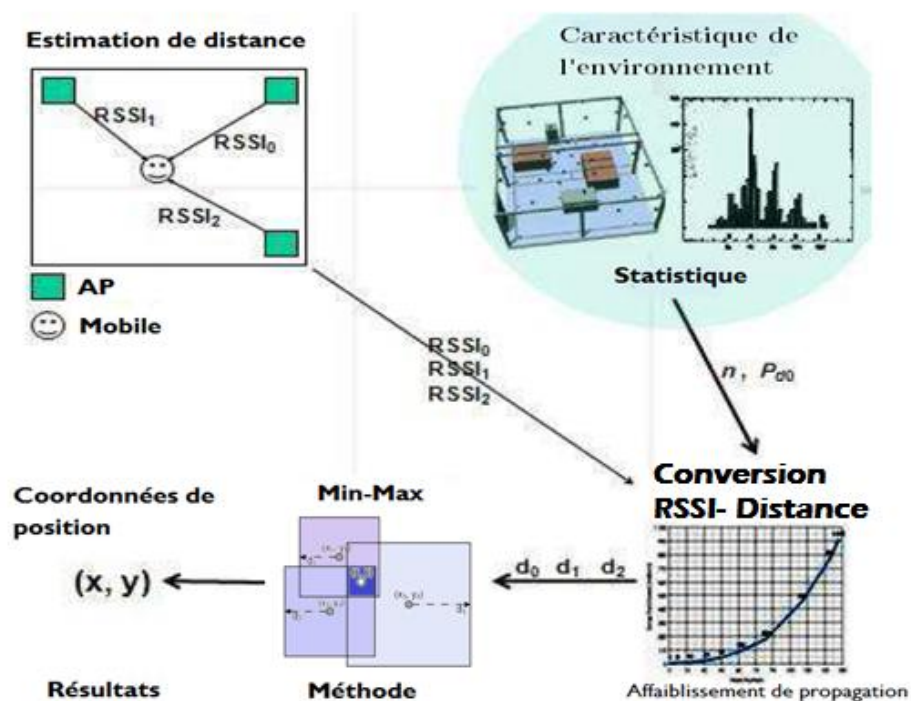 Estimation de distance
RSSI₁
RSSI₀
RSSI₂
AP
Mobile
Caractéristique de
l'environnement
Statistique
RSSI₀
RSSI₁
RSSI₂
n, P_d0
Conversion
RSSI- Distance
Affaiblissement de propagation
d₀ d₁ d₂
Min-Max
Méthode
Coordonnées de
position
(x, y)
Résultats